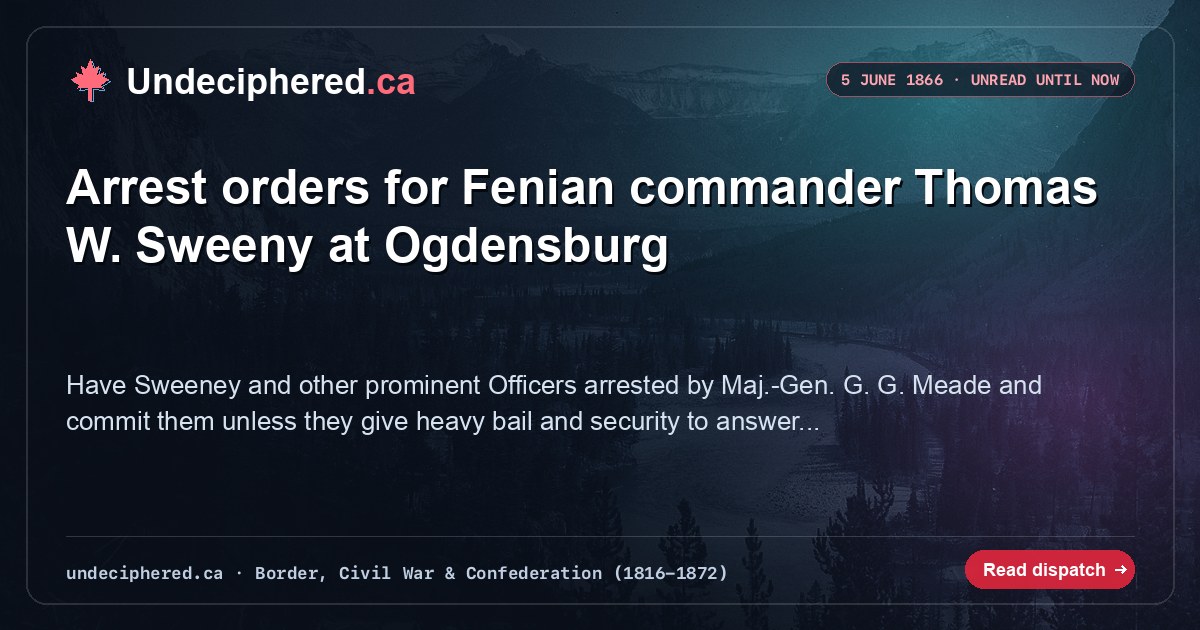 Undeciphered.ca
5 JUNE 1866 · UNREAD UNTIL NOW
Arrest orders for Fenian commander Thomas
W. Sweeny at Ogdensburg
Have Sweeney and other prominent Officers arrested by Maj.-Gen. G. G. Meade and
commit them unless they give heavy bail and security to answer...
undeciphered.ca · Border, Civil War & Confederation (1816–1872)
Read dispatch →